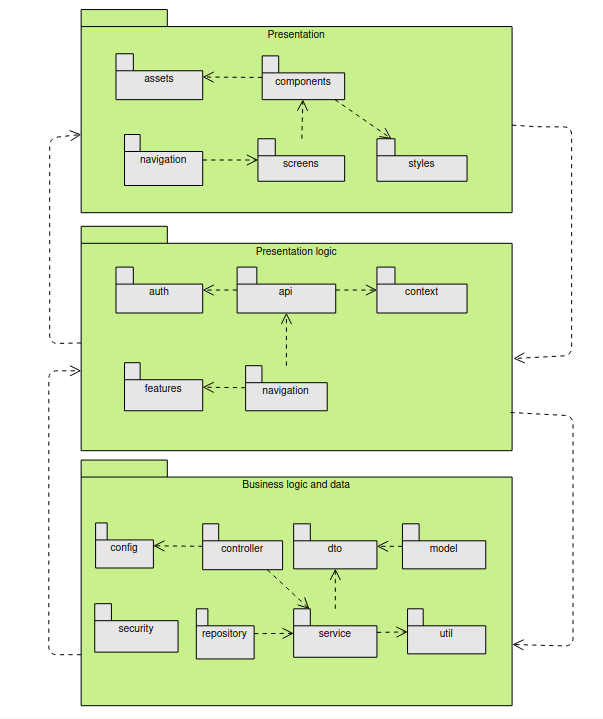 Presentation
assets
components
navigation
screens
styles
Presentation logic
auth
api
context
features
navigation
Business logic and data
config
controller
dto
model
security
repository
service
util